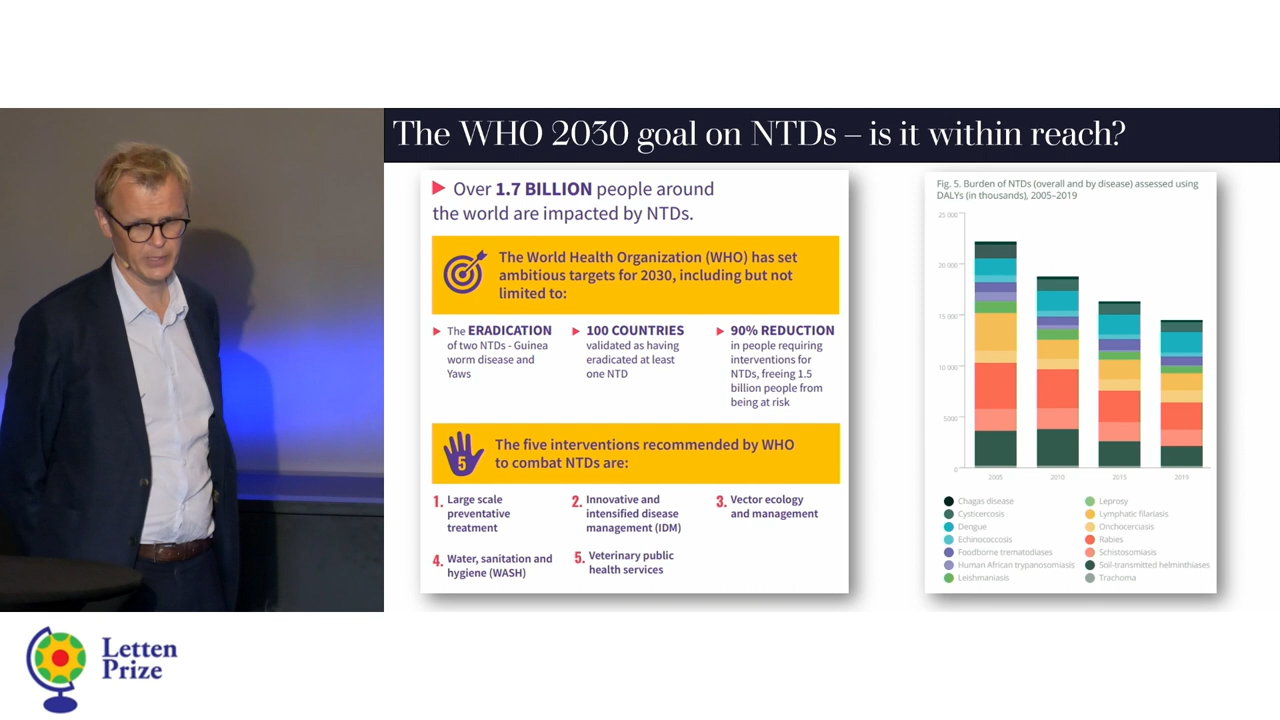 The WHO 2030 goal on NTDs – is it within reach?
Over 1.7 BILLION people around
the world are impacted by NTDs.
The World Health Organization (WHO) has set
ambitious targets for 2030, including but not
limited to:
The ERADICATION
of two NTDs - Guinea
worm disease and
Yaws
100 COUNTRIES
validated as having
eradicated at least
one NTD
90% REDUCTION
in people requiring
interventions for
NTDs, freeing 1.5
billion people from
being at risk
5
The five interventions recommended by WHO
to combat NTDs are:
1. Large scale
preventative
treatment
2. Innovative and
intensified disease
management (IDM)
3. Vector ecology
and management
4. Water, sanitation and
hygiene (WASH)
5. Veterinary public
health services
Fig. 5. Burden of NTDs (overall and by disease) assessed using
DALYs (in thousands), 2005–2019
25 000
20 000
15 000
10 000
5000
0
2005
2010
2015
2019
Chagas disease
Cysticercosis
Dengue
Echinococcosis
Foodborne trematodiases
Human African trypanosomiasis
Leishmaniasis
Leprosy
Lymphatic filariasis
Onchocerciasis
Rabies
Schistosomiasis
Soil-transmitted helminthiases
Trachoma
Letten
Prize